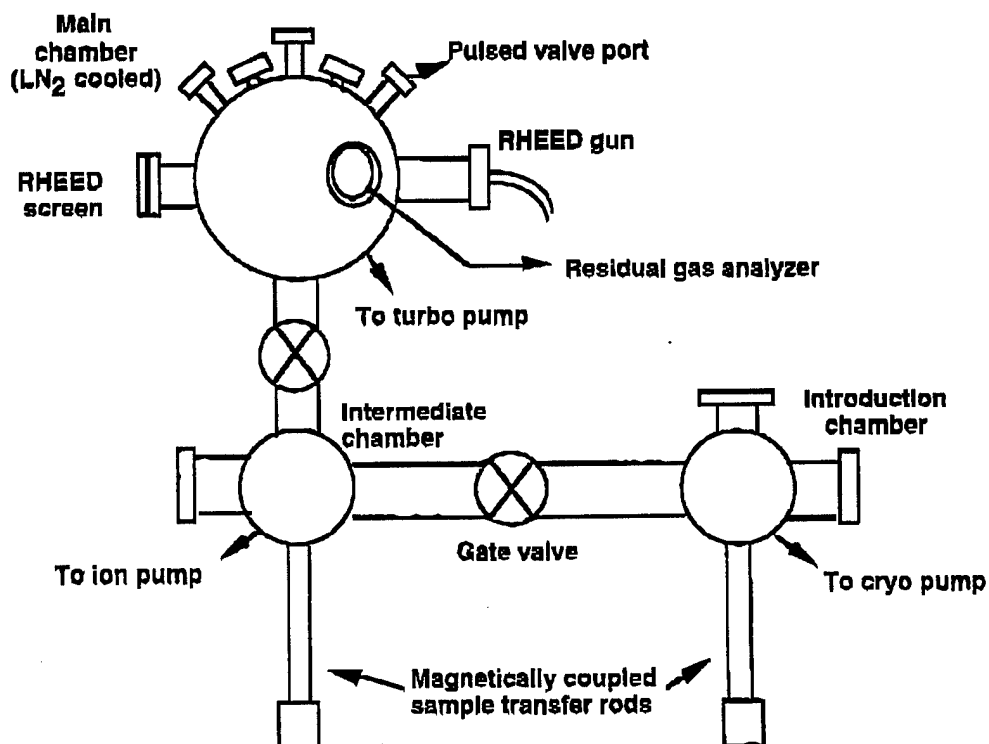 Main
chamber
(LN2 cooled)
Pulsed valve port
RHEED gun
RHEED
screen
Residual gas analyzer
To turbo pump
Intermediate
chamber
Introduction
chamber
Gate valve
To ion pump
To cryo pump
Magnetically coupled
sample transfer rods